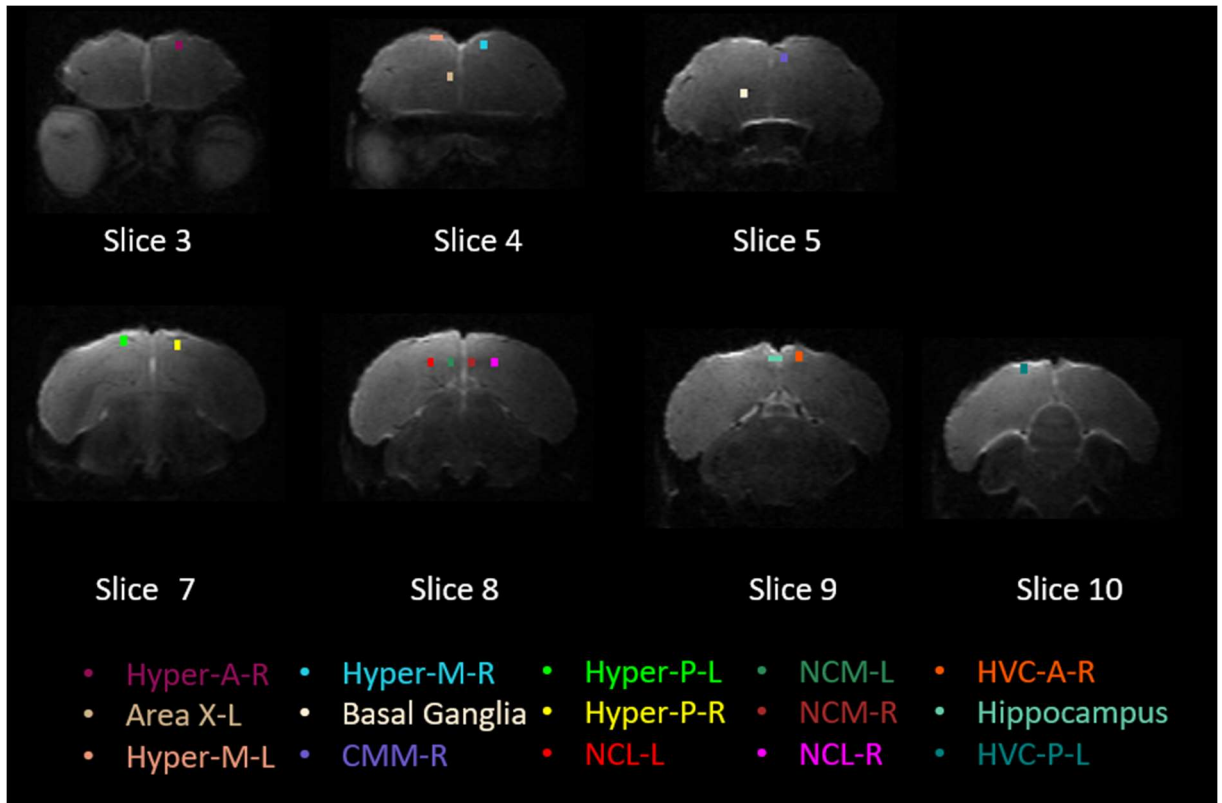 Slice 3
Slice 4
Slice 5
Slice 7
Slice 8
Slice 9
Slice 10
• Hyper-A-R
• Hyper-M-R
• Hyper-P-L
• NCM-L
• HVC-A-R
• Area X-L
• Basal Ganglia
• Hyper-P-R
• NCM-R
• Hippocampus
• Hyper-M-L
• CMM-R
• NCL-L
• NCL-R
• HVC-P-L